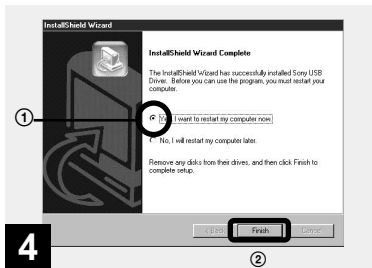 InstallShield Wizard
InstallShield Wizard Complete
The InstallShield Wizard has successfully installed Sony USB
Driver. Before you can use the program, you must restart your
computer.
①
Yes, I want to restart my computer now.
No, I will restart my computer later.
Remove any disks from their drives, and then click Finish to
complete setup.
4
< Back
Finish
Cancel
②